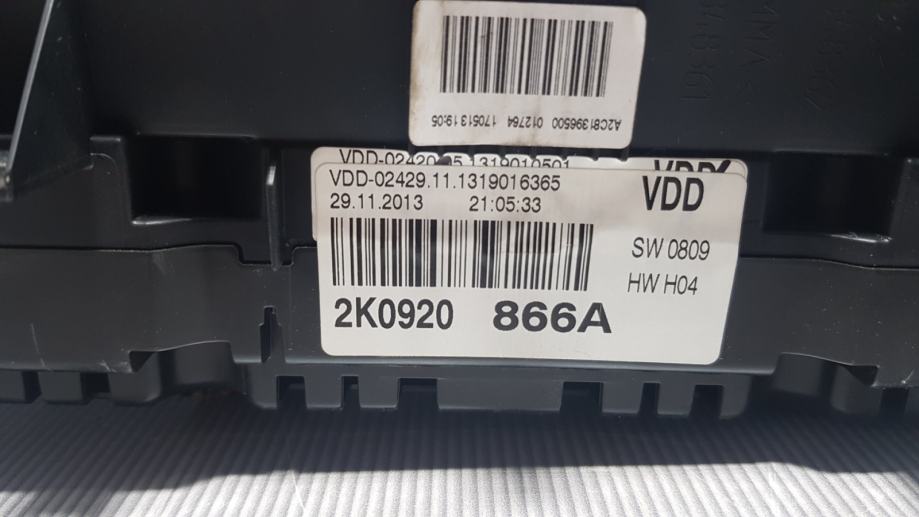 A2C81396500 012764 170513 19:05
VDD-02429.11.1319016365
29.11.2013 21:05:33
VDD
SW 0809
HW H04
2K0920 866A